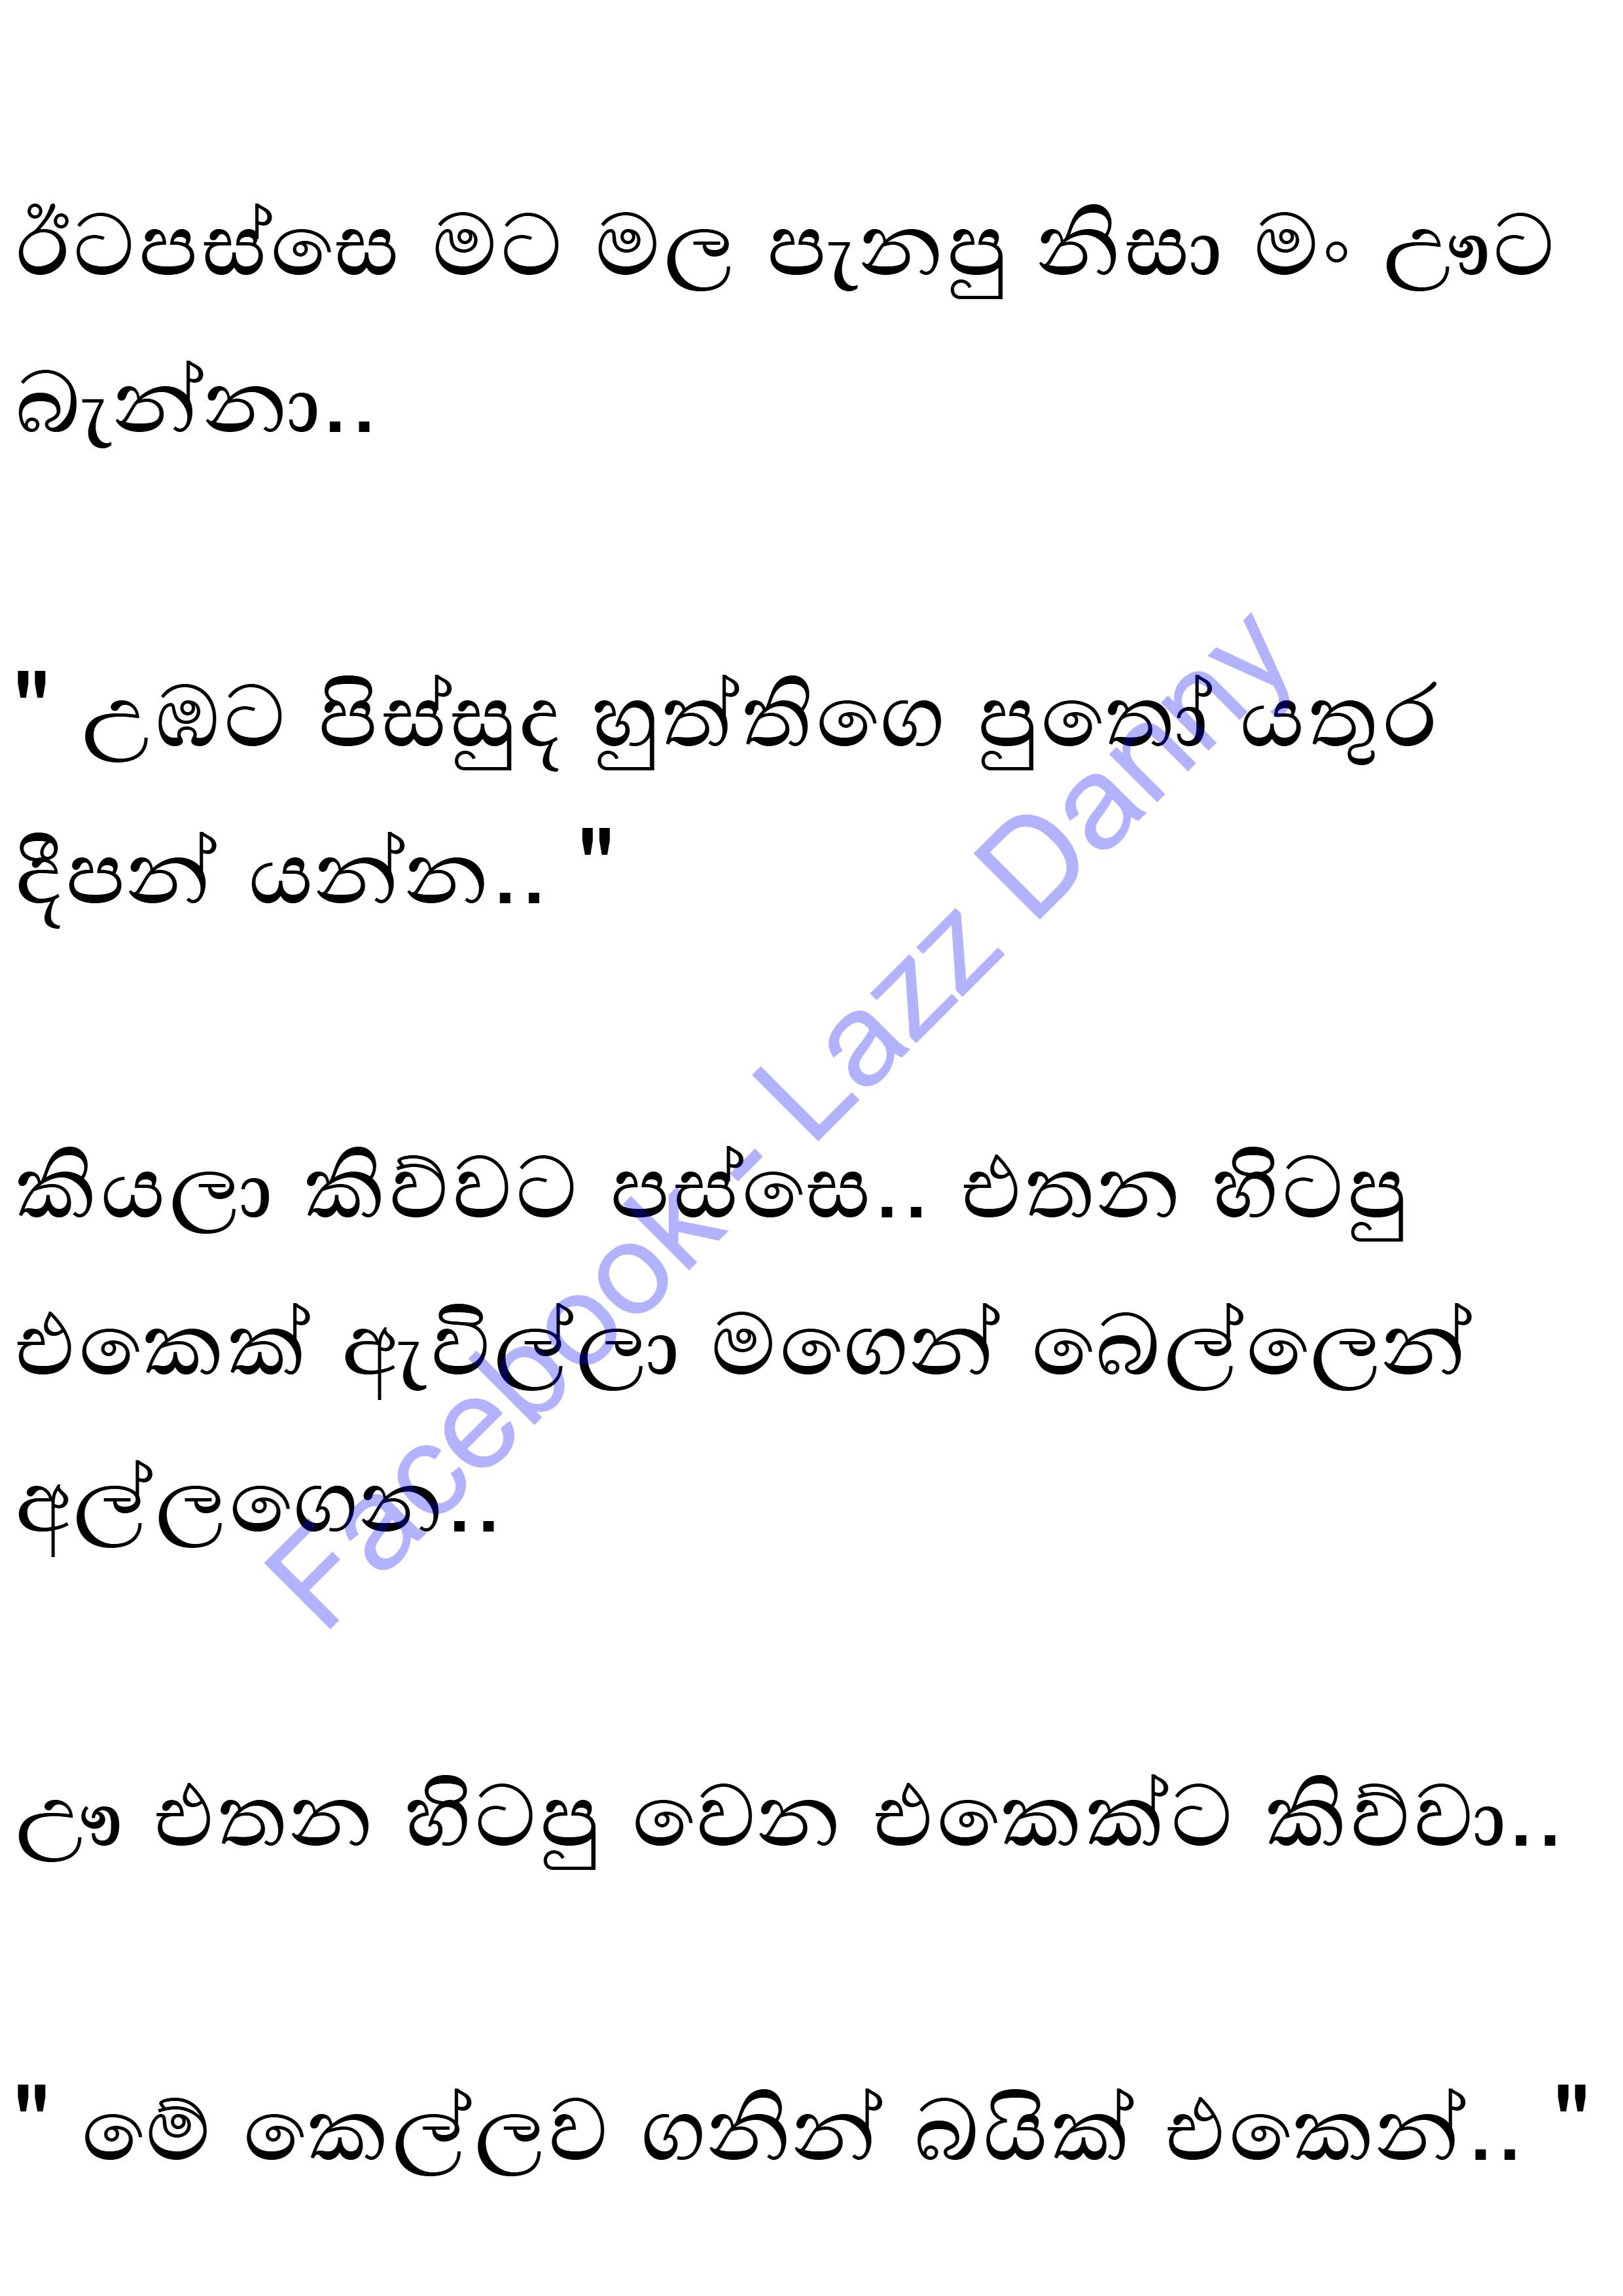 ඊටපස්සෙ මට මල පැනපු නිසා මං ඌට
බැන්නා..
" උඹට පිස්සුද හුත්තිගෙ පුතෝ යතුර
දීපන් යන්න.. "
කියලා කිව්වට පස්සෙ.. එතන හිටපු
එකෙක් ඇවිල්ලා මගෙන් බෙල්ලෙන්
අල්ලගෙන..
ඌ එතන හිටපු වෙන එකෙක්ට කිව්වා..
" මේ කෙල්ලව ගනින් බයික් එකෙන්.. "
Facebook - Lazz Danny